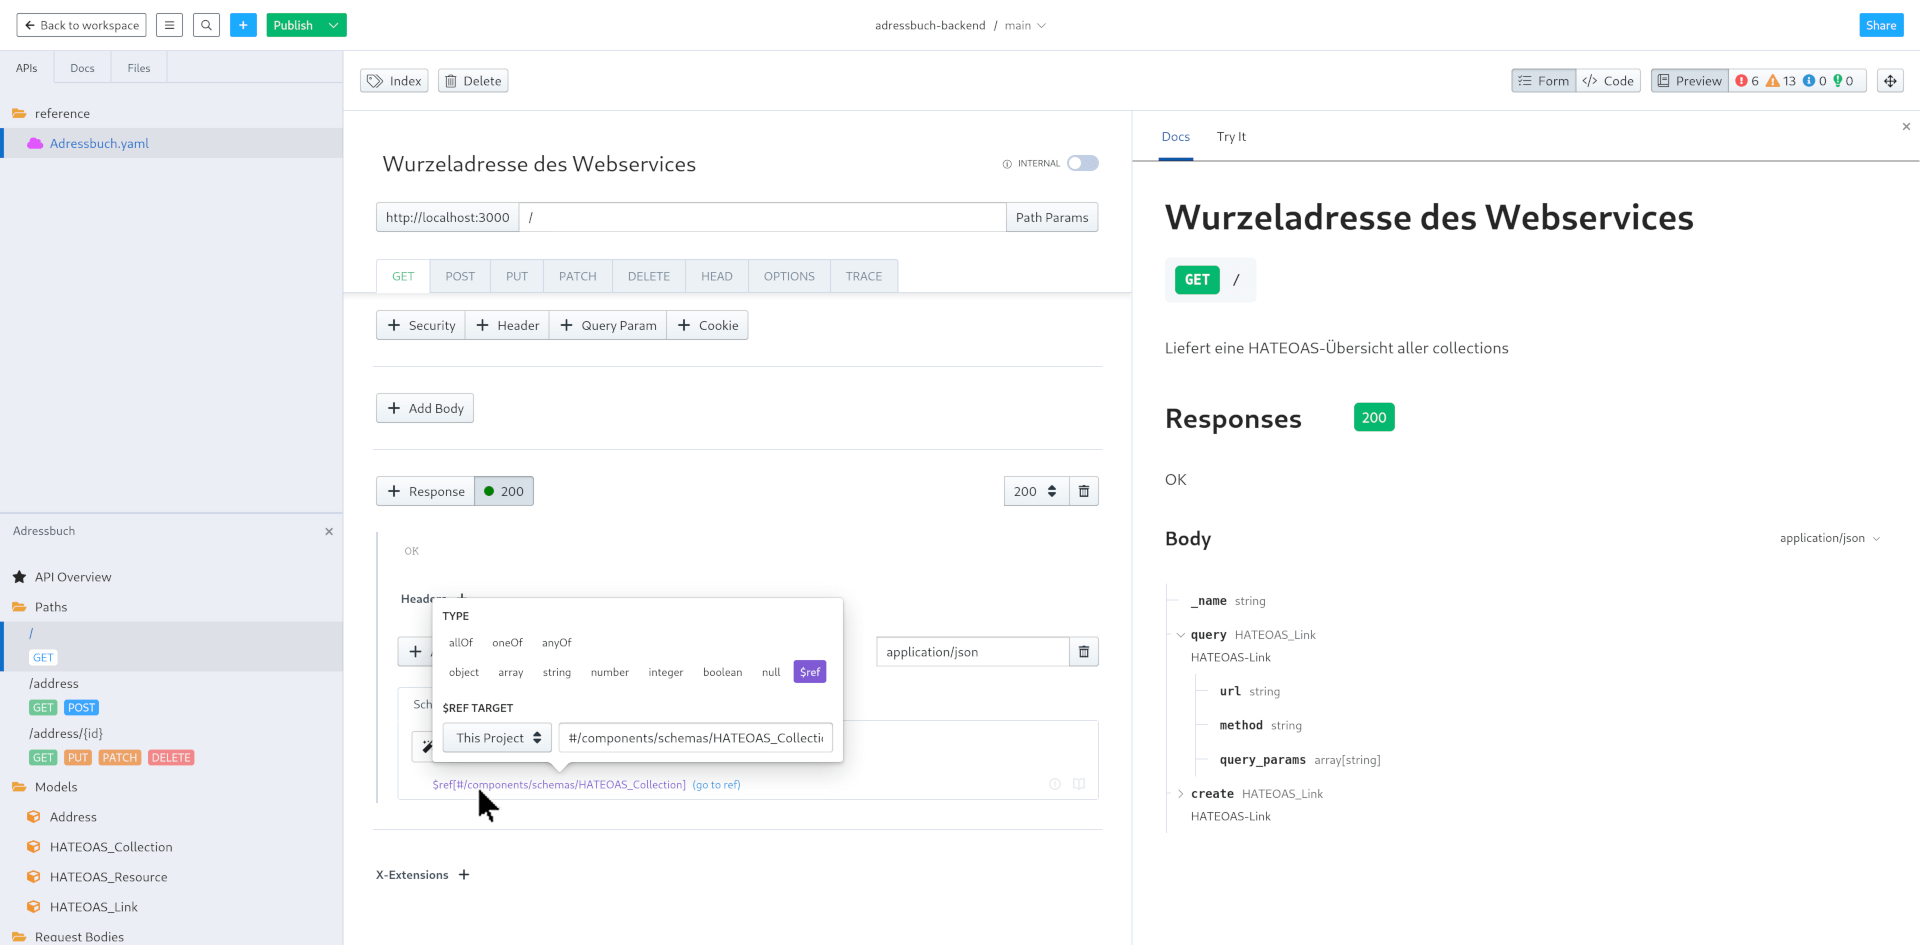 Back to workspace
Publish
adressbuch-backend / main
Share
APIs
Docs
Files
reference
Adressbuch.yaml
Adressbuch
API Overview
Paths
/
GET
/address
GET POST
/address/{id}
GET PUT PATCH DELETE
Models
Address
HATEOAS_Collection
HATEOAS_Resource
HATEOAS_Link
Request Bodies
Index
Delete
Form
Code
Preview
6 13 0 0
Wurzeladresse des Webservices
INTERNAL
http://localhost:3000
/
Path Params
GET POST PUT PATCH DELETE HEAD OPTIONS TRACE
+ Security
+ Header
+ Query Param
+ Cookie
+ Add Body
+ Response
200
200
OK
Headers +
TYPE
allOf oneOf anyOf
object array string number integer boolean null $ref
$REF TARGET
This Project
#/components/schemas/HATEOAS_Collectio
application/json
Sch
$ref[#/components/schemas/HATEOAS_Collection] (go to ref)
X-Extensions +
Docs
Try It
Wurzeladresse des Webservices
GET /
Liefert eine HATEOAS-Übersicht aller collections
Responses
200
OK
Body
application/json
_name string
query HATEOAS_Link
HATEOAS-Link
url string
method string
query_params array[string]
create HATEOAS_Link
HATEOAS-Link